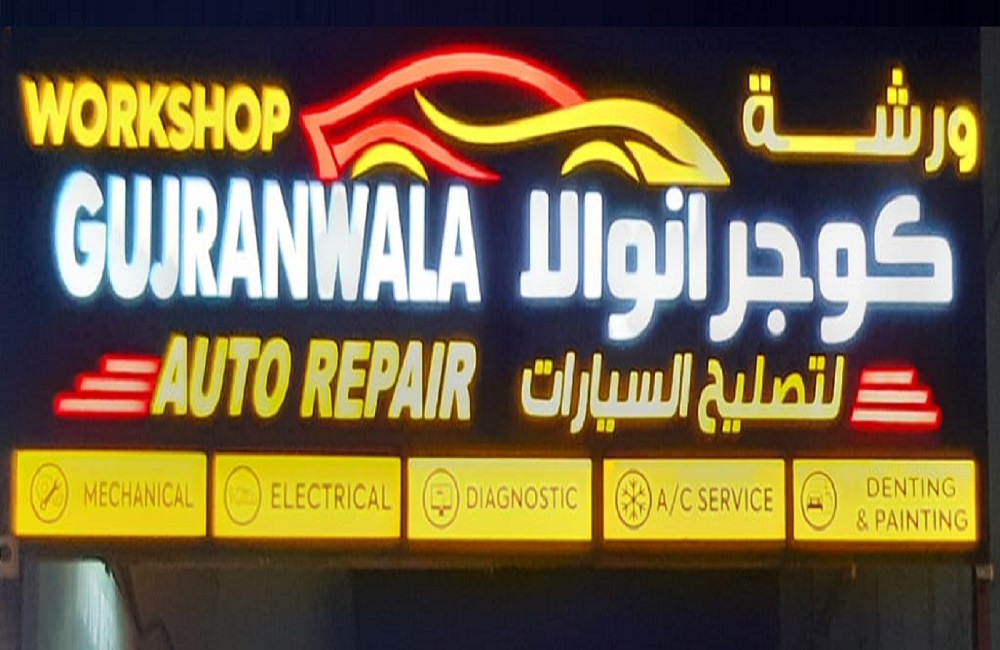 WORKSHOP
ورشة
GUJRANWALA
كوجرانوالا
AUTO REPAIR
لتصليح السيارات
MECHANICAL
ELECTRICAL
DIAGNOSTIC
A/C SERVICE
DENTING
& PAINTING